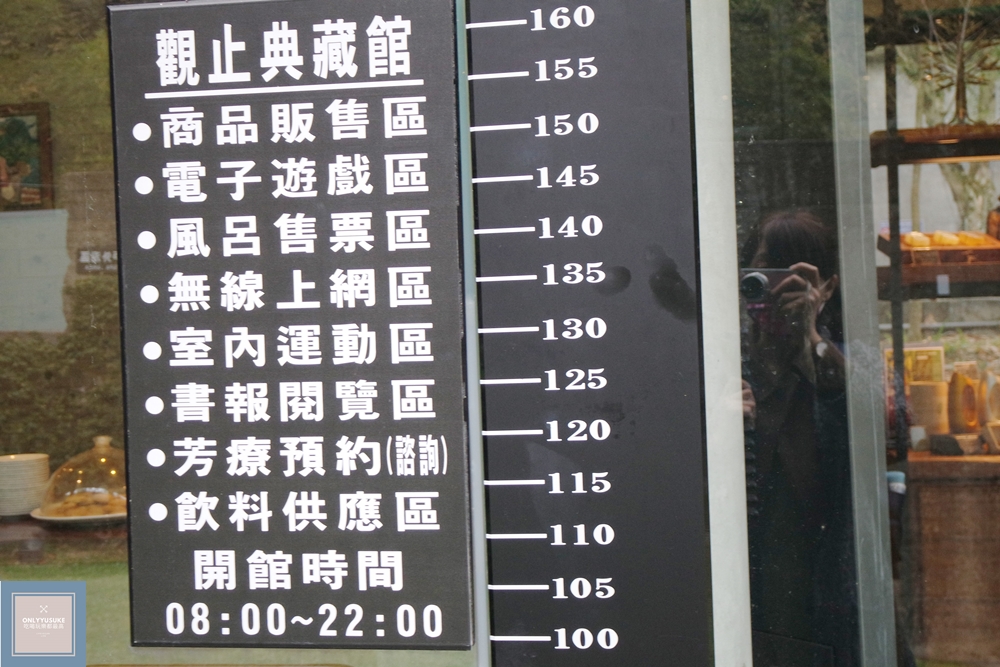 觀止典藏館
●商品販售區
●電子遊戲區
●風呂售票區
●無線上網區
●室內運動區
●書報閱覽區
●芳療預約(諮詢)
●飲料供應區
開館時間
08:00~22:00
160
155
150
145
140
135
130
125
120
115
110
105
100
ONLYYUSUKE